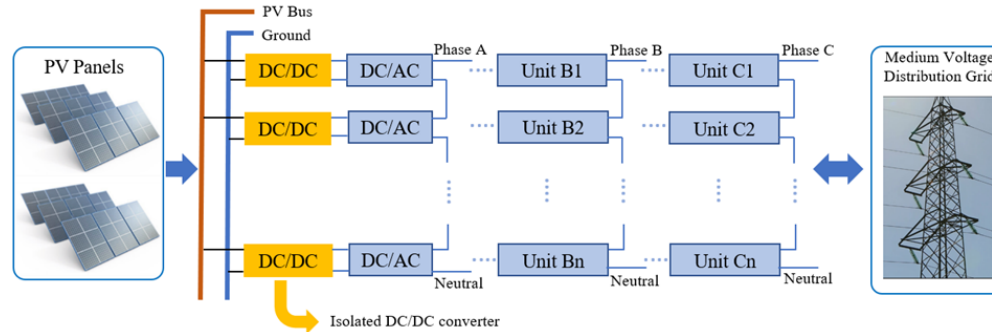 PV Bus
Ground
PV Panels
Phase A
Phase B
Phase C
Medium Voltage
Distribution Grid
DC/DC
DC/AC
Unit B1
Unit C1
DC/DC
DC/AC
Unit B2
Unit C2
DC/DC
DC/AC
Unit Bn
Unit Cn
Neutral
Neutral
Neutral
Isolated DC/DC converter